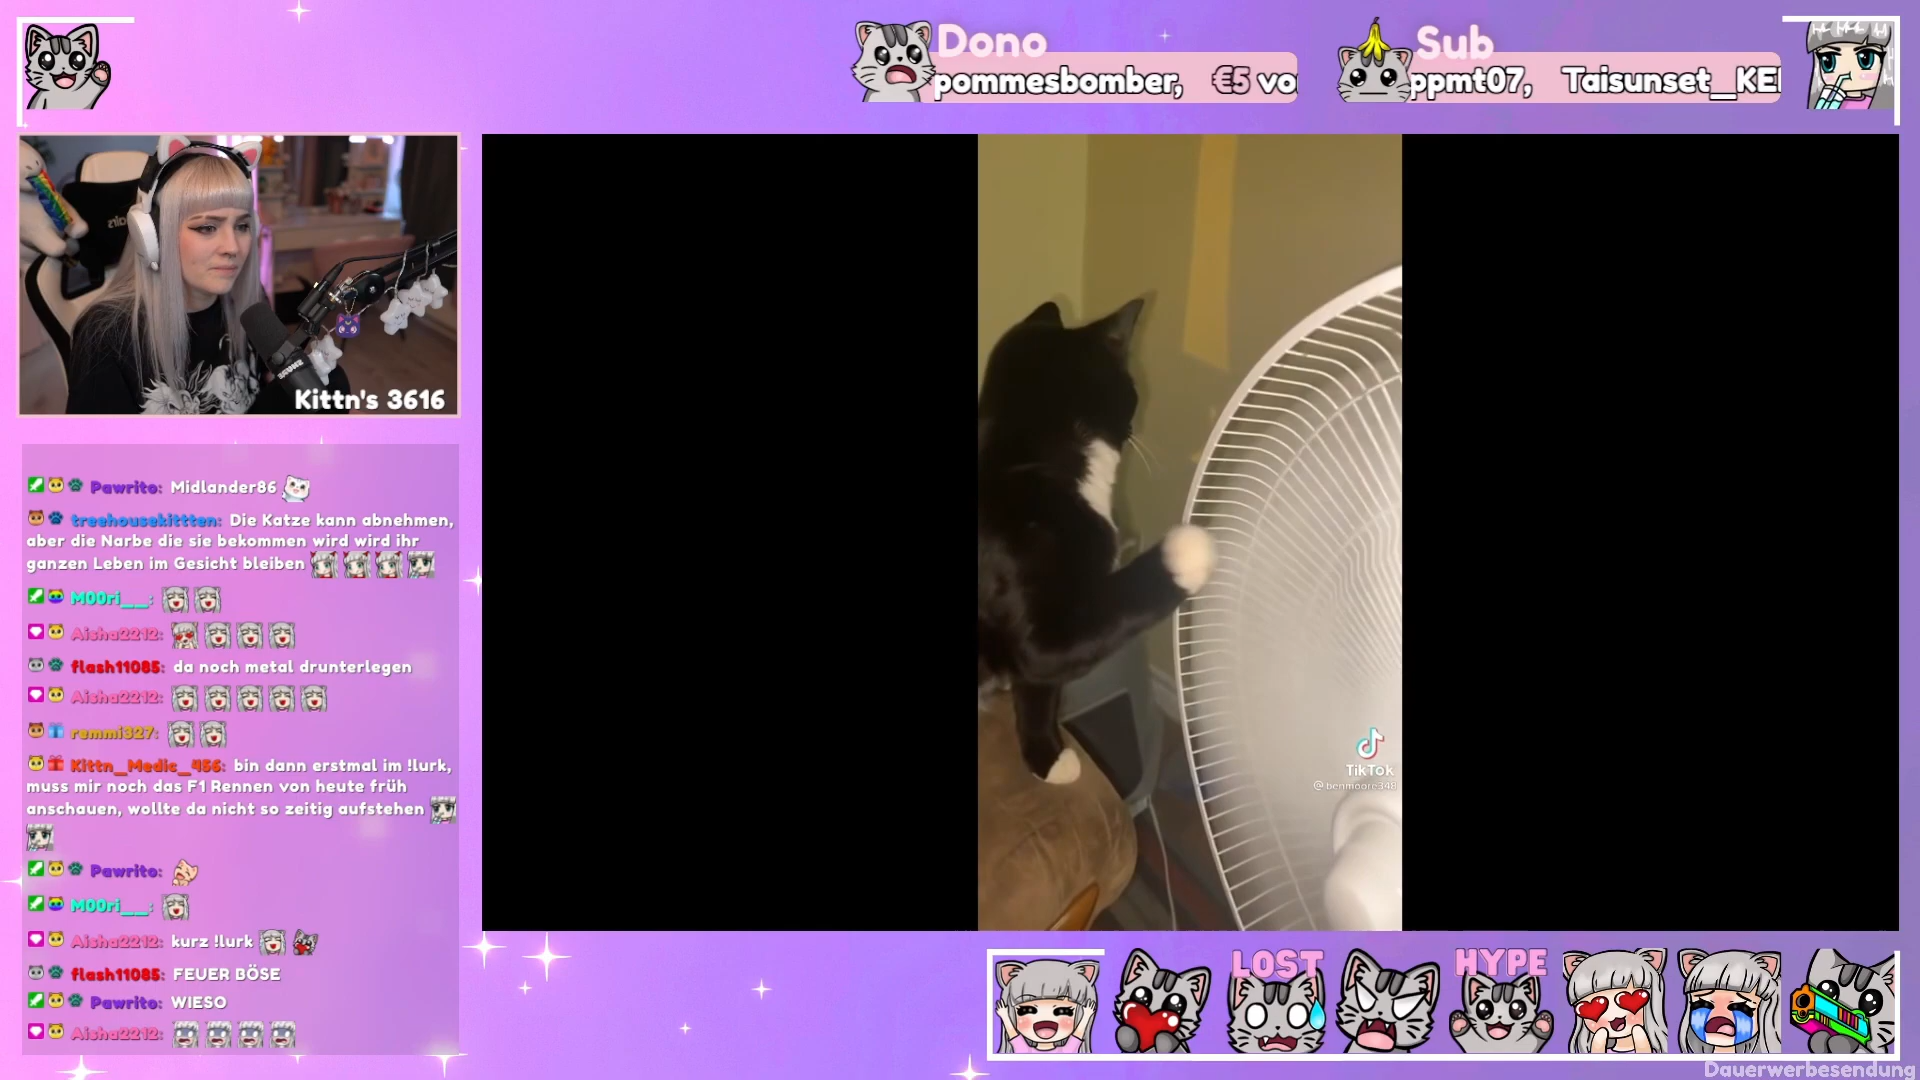 Dono
pommesbomber, €5 vo
Sub
ppmt07, Taisunset_KE
Kittn's 3616
Pawrito: Midlander86
treehousekittten: Die Katze kann abnehmen,
aber die Narbe die sie bekommen wird wird ihr
ganzen Leben im Gesicht bleiben
M00ri__:
Aisha2212:
flash11085: da noch metal drunterlegen
Aisha2212:
remmi327:
Kittn_Medic_456: bin dann erstmal im !lurk,
muss mir noch das F1 Rennen von heute früh
anschauen, wollte da nicht so zeitig aufstehen
Pawrito:
M00ri__:
Aisha2212: kurz !lurk
flash11085: FEUER BÖSE
Pawrito: WIESO
Aisha2212:
TikTok
@benmoore348
LOST
HYPE
Dauerwerbesendung